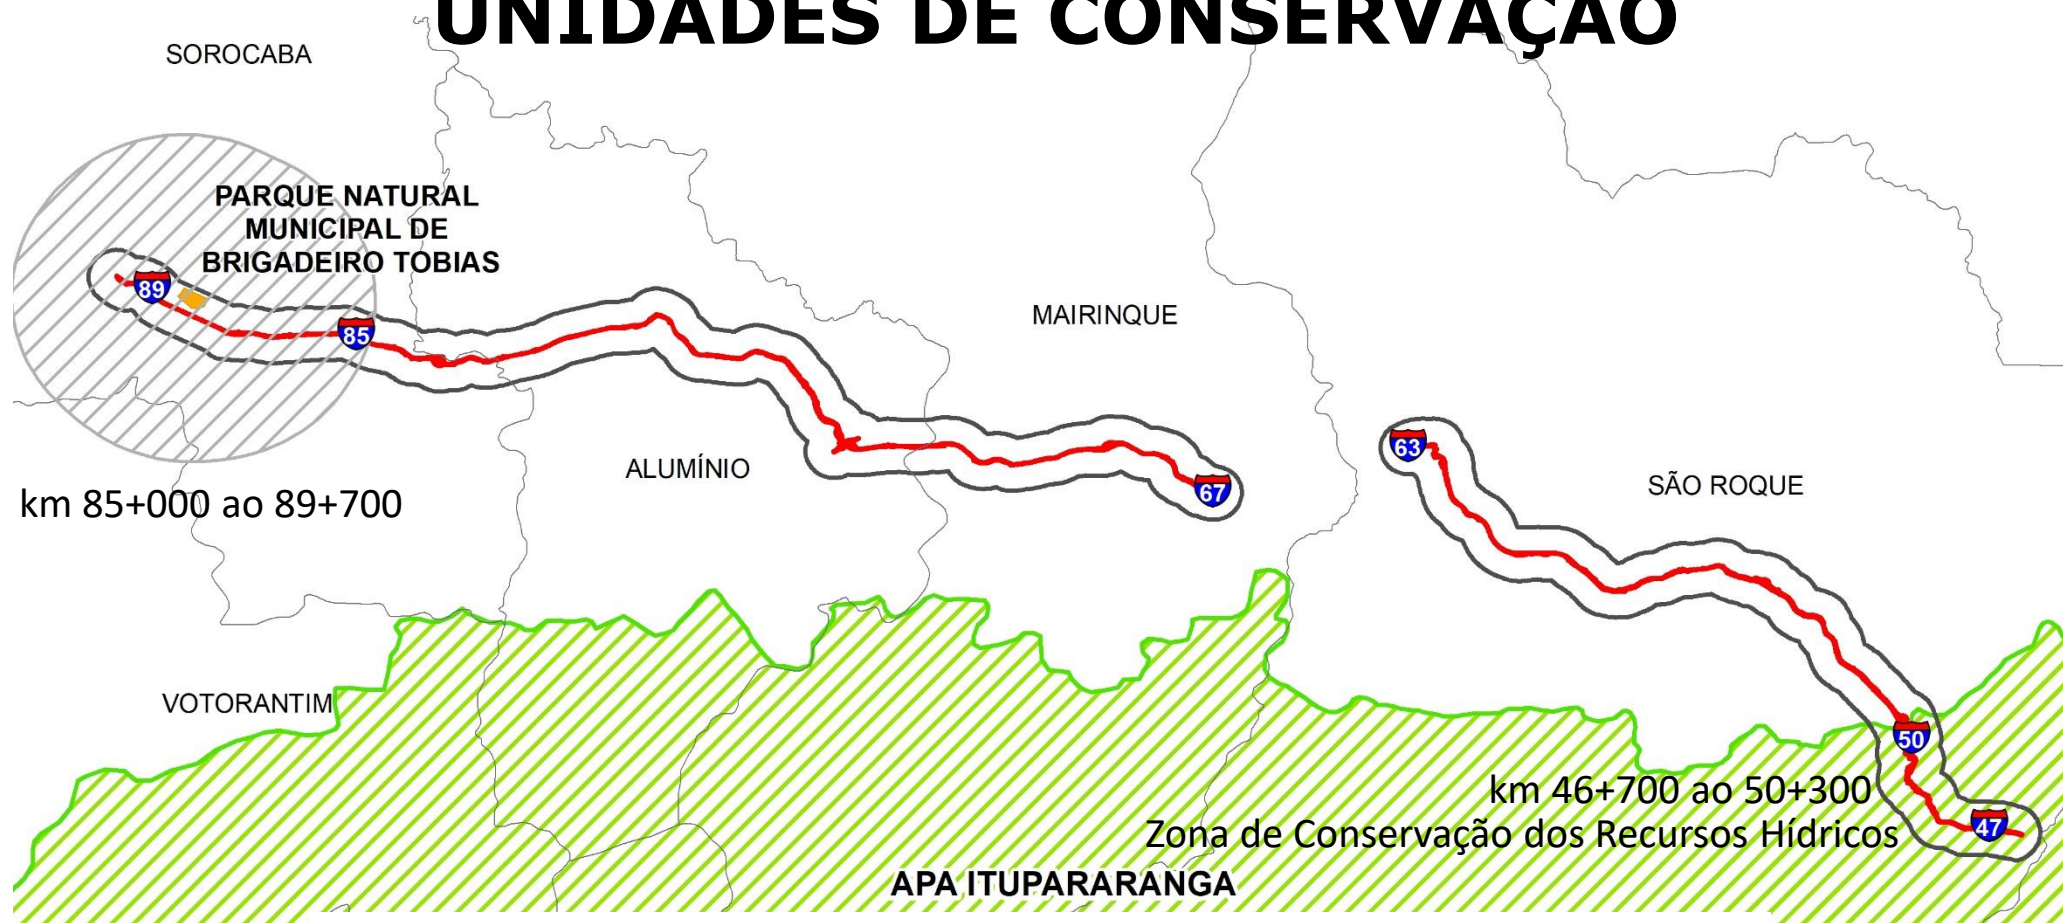 UNIDADES DE CONSERVAÇÃO
SOROCABA
PARQUE NATURAL
MUNICIPAL DE
BRIGADEIRO TOBIAS
89
85
MAIRINQUE
63
ALUMÍNIO
67
SÃO ROQUE
km 85+000 ao 89+700
VOTORANTIM
50
km 46+700 ao 50+300
Zona de Conservação dos Recursos Hídricos
47
APA ITUPARARANGA